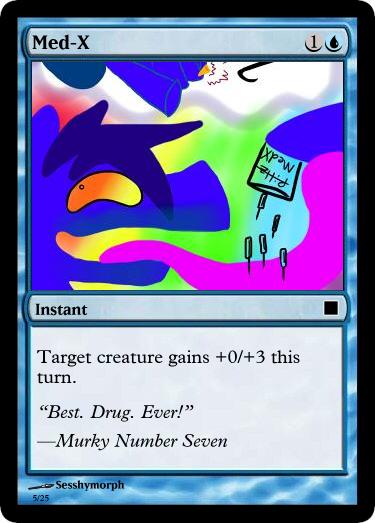 Med-X
1
MedX
Instant
Target creature gains +0/+3 this
turn.
“Best. Drug. Ever!”
—Murky Number Seven
Sesshymorph
5/25